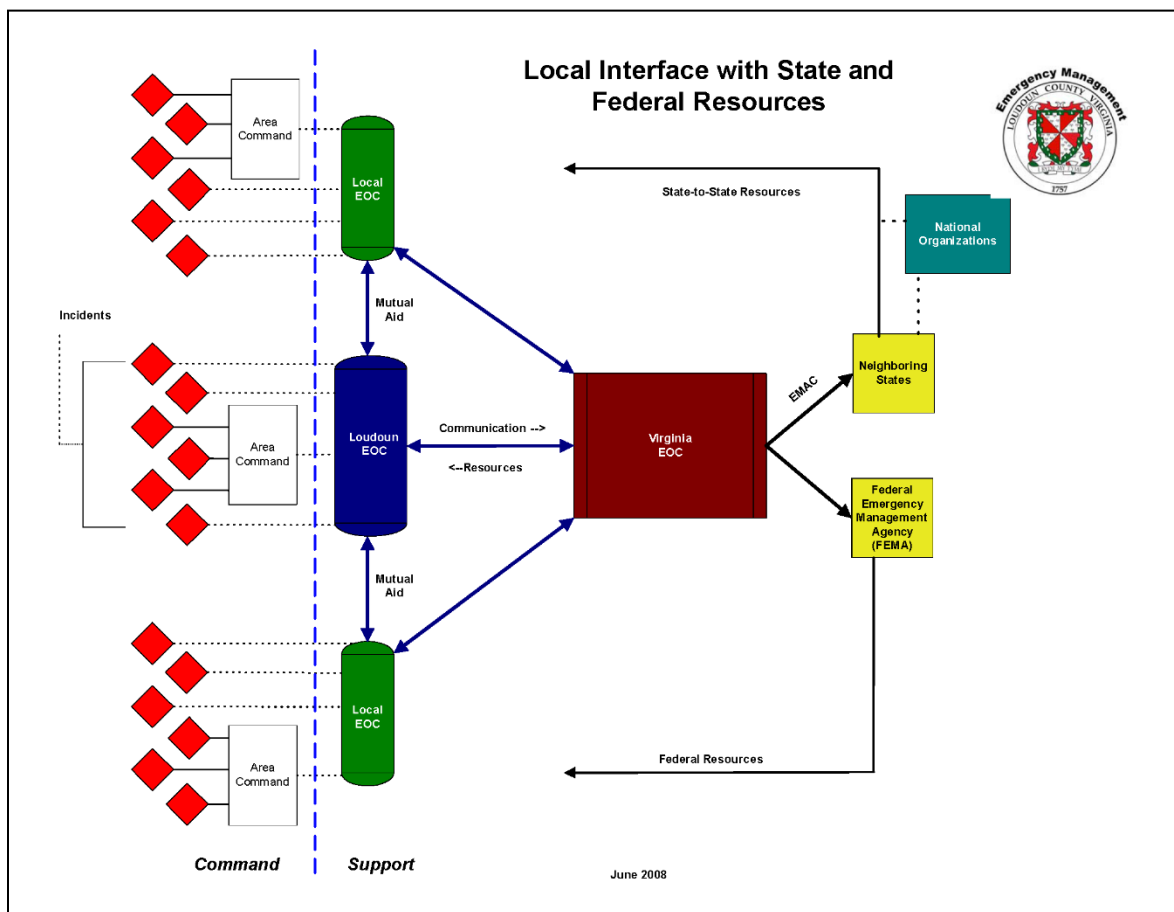 Local Interface with State and
Federal Resources
Emergency Management
LOUDOUN COUNTY VIRGINIA
1757
Area
Command
Local
EOC
State-to-State Resources
National
Organizations
Mutual
Aid
Incidents
Neighboring
States
EMAC
Area
Command
Loudoun
EOC
Communication -->
<--Resources
Virginia
EOC
Federal
Emergency
Management
Agency
(FEMA)
Mutual
Aid
Local
EOC
Area
Command
Federal Resources
Command
Support
June 2008